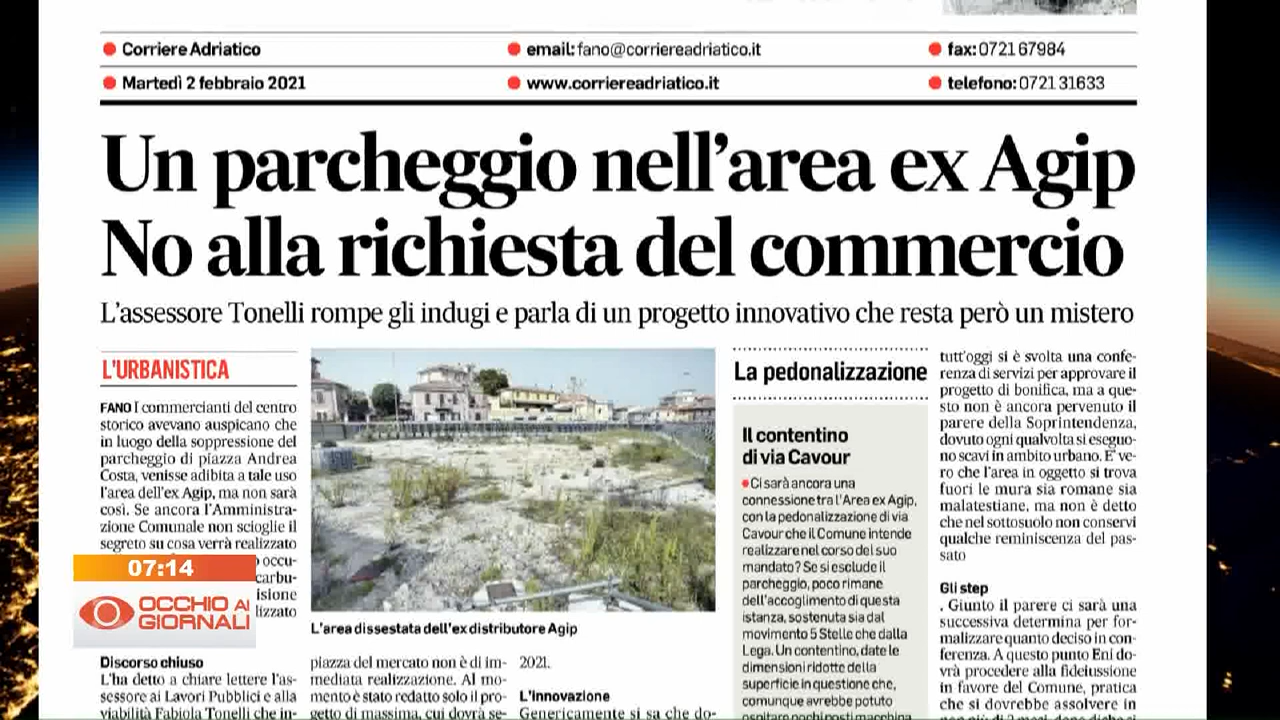 Corriere Adriatico
email: fano@corriereadriatico.it
fax: 0721 67984
Martedì 2 febbraio 2021
www.corriereadriatico.it
telefono: 0721 31633
Un parcheggio nell'area ex Agip
No alla richiesta del commercio
L'assessore Tonelli rompe gli indugi e parla di un progetto innovativo che resta però un mistero
L'URBANISTICA
FANO I commercianti del centro
storico avevano auspicano che
in luogo della soppressione del
parcheggio di piazza Andrea
Costa, venisse adibita a tale uso
l'area dell'ex Agip, ma non sarà
così. Se ancora l'Amministra-
zione Comunale non scioglie il
segreto su cosa verrà realizzato
occu-
carbu-
isione
lizzato
07:14
OCCHIO AI
GIORNALI
Discorso chiuso
L'ha detto a chiare lettere l'as-
sessore ai Lavori Pubblici e alla
viabilità Fabiola Tonelli che in-
L'area dissestata dell'ex distributore Agip
piazza del mercato non è di im-
mediata realizzazione. Al mo-
mento è stato redatto solo il pro-
getto di massima, cui dovrà se-
2021.
L'innovazione
Genericamente si sa che do-
La pedonalizzazione
Il contentino
di via Cavour
Ci sarà ancora una
connessione tra l'Area ex Agip,
con la pedonalizzazione di via
Cavour che il Comune intende
realizzare nel corso del suo
mandato? Se si esclude il
parcheggio, poco rimane
dell'accoglimento di questa
istanza, sostenuta sia dal
movimento 5 Stelle che dalla
Lega. Un contentino, date le
dimensioni ridotte della
superficie in questione che,
comunque avrebbe potuto
ospitare pochi posti macchina
tutt'oggi si è svolta una confe-
renza di servizi per approvare il
progetto di bonifica, ma a que-
sto non è ancora pervenuto il
parere della Soprintendenza,
dovuto ogni qualvolta si eseguo-
no scavi in ambito urbano. E' ve-
ro che l'area in oggetto si trova
fuori le mura sia romane sia
malatestiane, ma non è detto
che nel sottosuolo non conservi
qualche reminiscenza del pas-
sato
Gli step
. Giunto il parere ci sarà una
successiva determina per for-
malizzare quanto deciso in con-
ferenza. A questo punto Eni do-
vrà procedere alla fideiussione
in favore del Comune, pratica
che si dovrebbe assolvere in